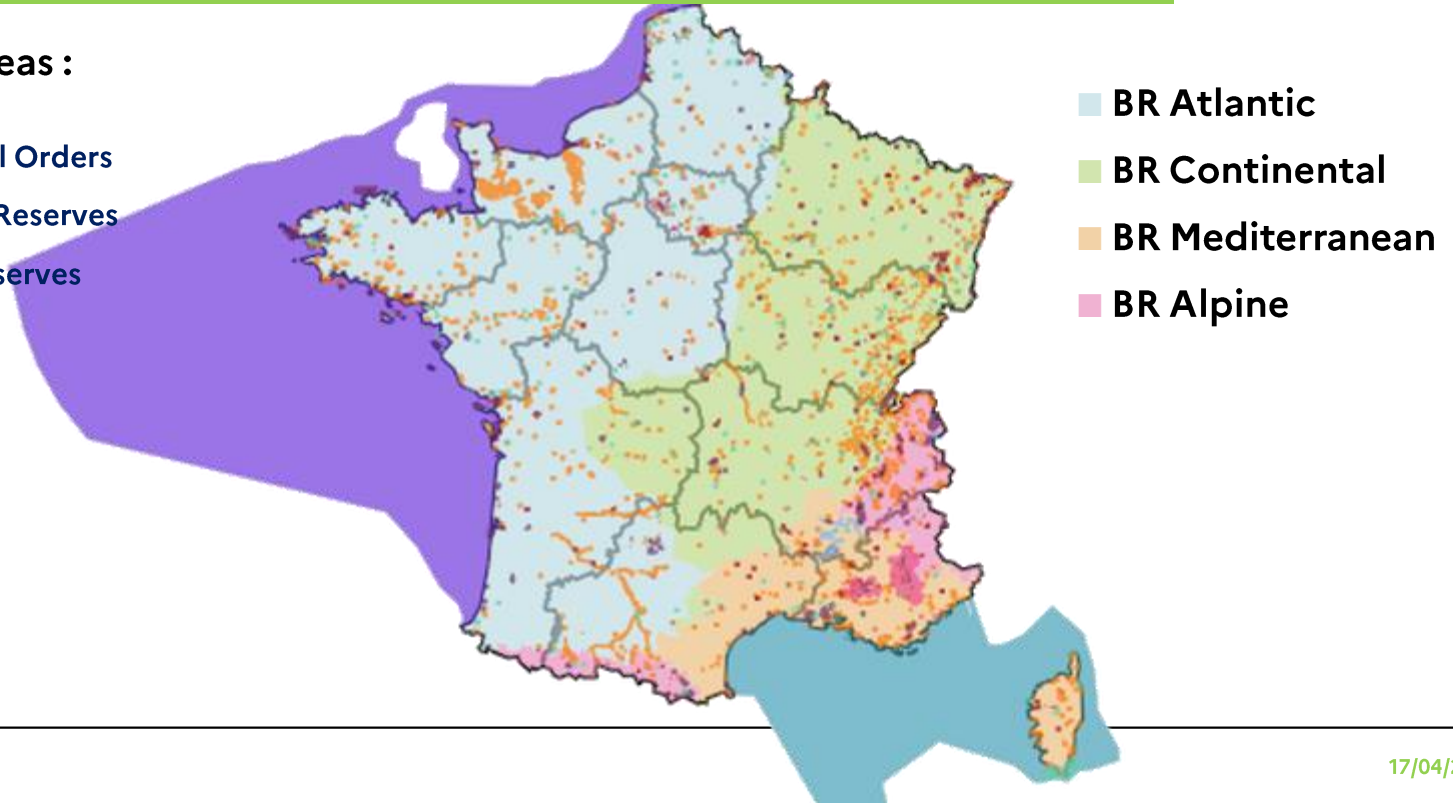 eas :
l Orders
Reserves
serves
BR Atlantic
BR Continental
BR Mediterranean
BR Alpine
17/04/